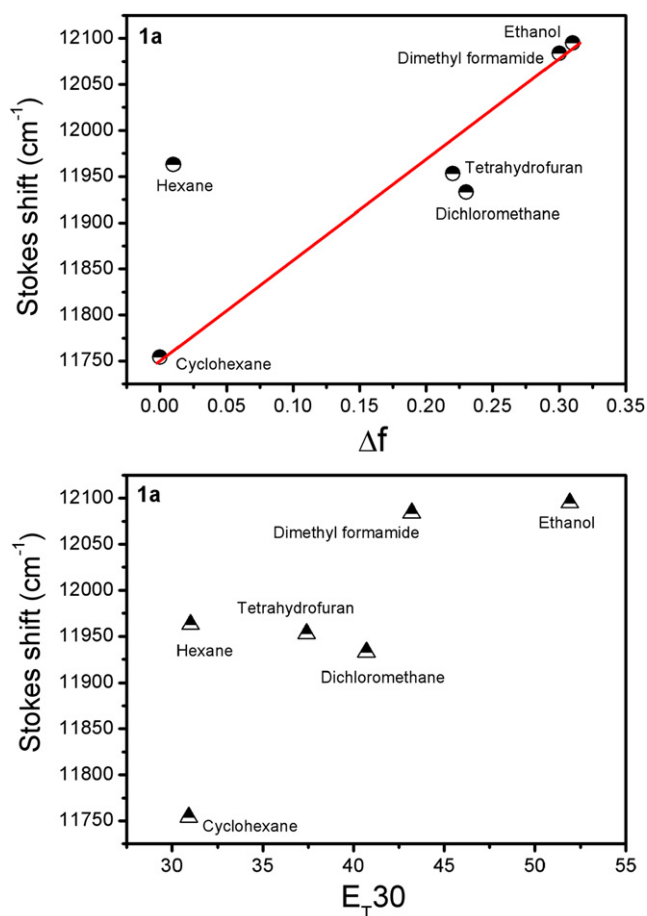 1a
Ethanol
Dimethyl formamide
Hexane
Tetrahydrofuran
Dichloromethane
Cyclohexane
12100
12050
12000
11950
11900
11850
11800
11750
Stokes shift (cm⁻¹)
0.00 0.05 0.10 0.15 0.20 0.25 0.30 0.35
Δf
1a
Dimethyl formamide
Ethanol
Tetrahydrofuran
Hexane
Dichloromethane
Cyclohexane
12100
12050
12000
11950
11900
11850
11800
11750
Stokes shift (cm⁻¹)
30 35 40 45 50 55
E_T30